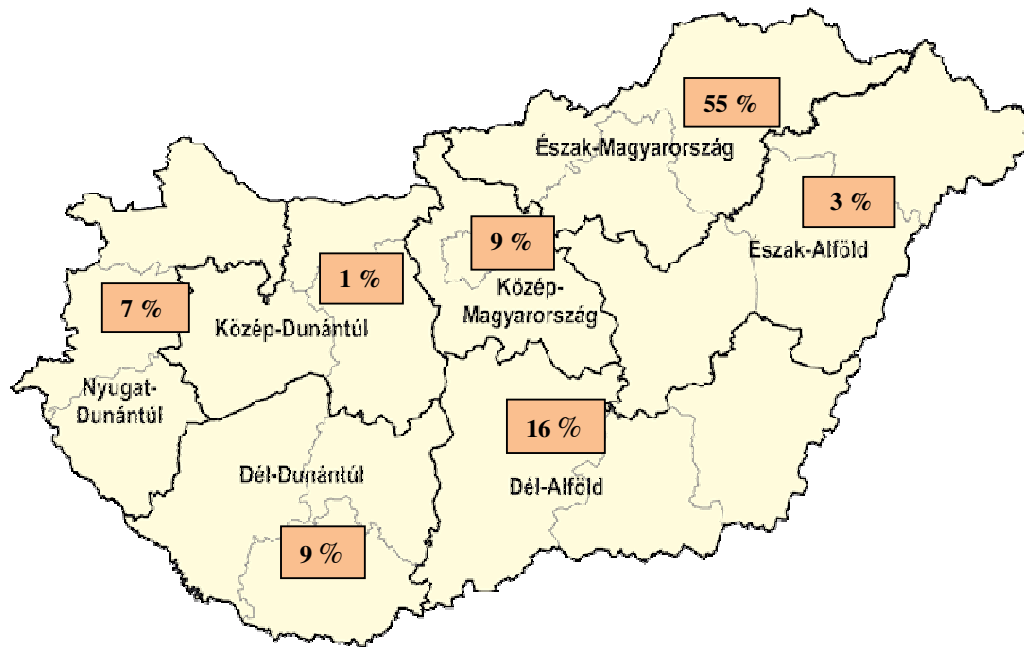 55 %
Észak-Magyarország
3 %
Észak-Alföld
9 %
Közép-
Magyarország
1 %
Közép-Dunántúl
7 %
Nyugat-
Dunántúl
16 %
Dél-Alföld
Dél-Dunántúl
9 %